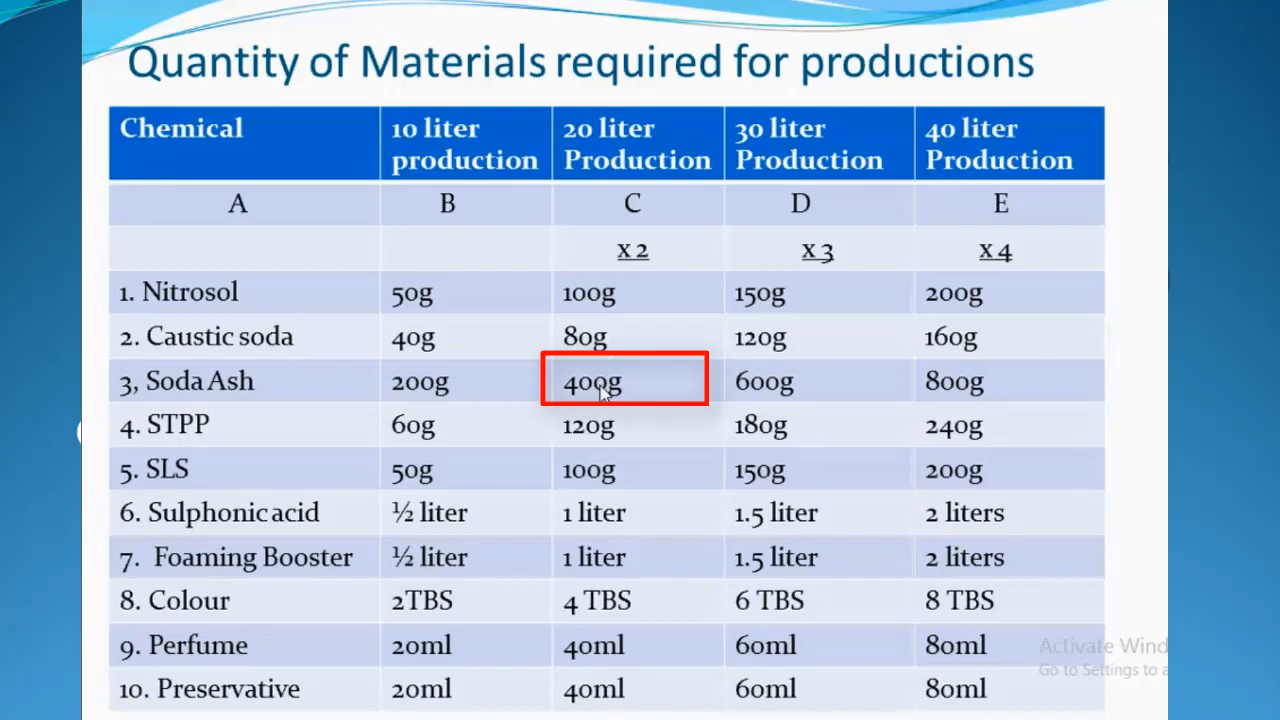 Quantity of Materials required for productions
Chemical 10 liter production 20 liter Production 30 liter Production 40 liter Production
A B C D E
x 2 x 3 x 4
1. Nitrosol 50g 100g 150g 200g
2. Caustic soda 40g 80g 120g 160g
3, Soda Ash 200g 400g 600g 800g
4. STPP 60g 120g 180g 240g
5. SLS 50g 100g 150g 200g
6. Sulphonic acid ½ liter 1 liter 1.5 liter 2 liters
7. Foaming Booster ½ liter 1 liter 1.5 liter 2 liters
8. Colour 2TBS 4 TBS 6 TBS 8 TBS
9. Perfume 20ml 40ml 60ml 80ml
10. Preservative 20ml 40ml 60ml 80ml
Activate Wind
Go to Settings to a